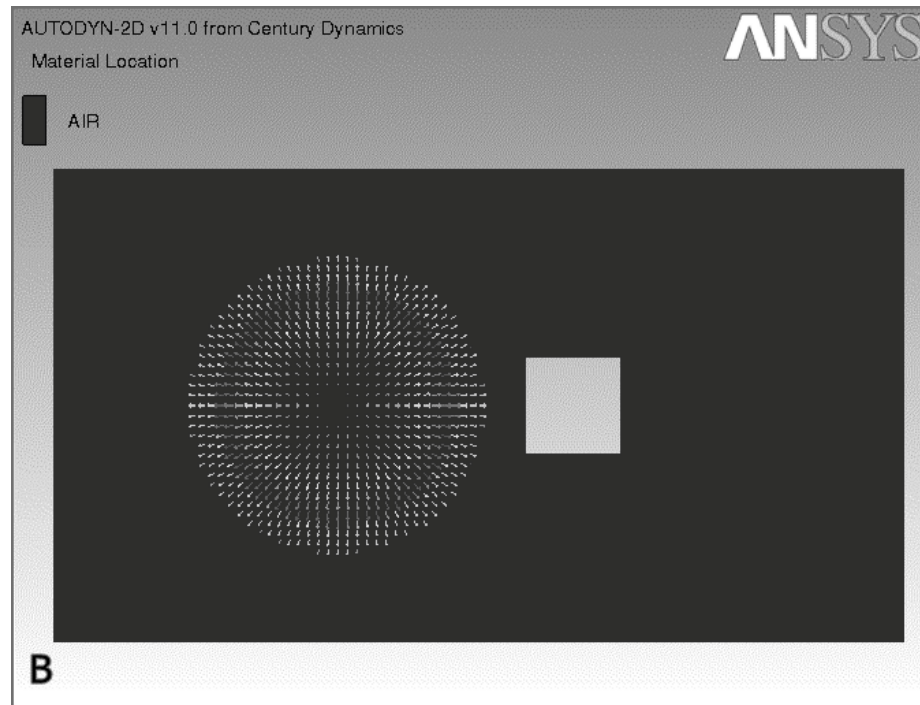 AUTODYN-2D v11.0 from Century Dynamics
ANSYS
Material Location
AIR
B